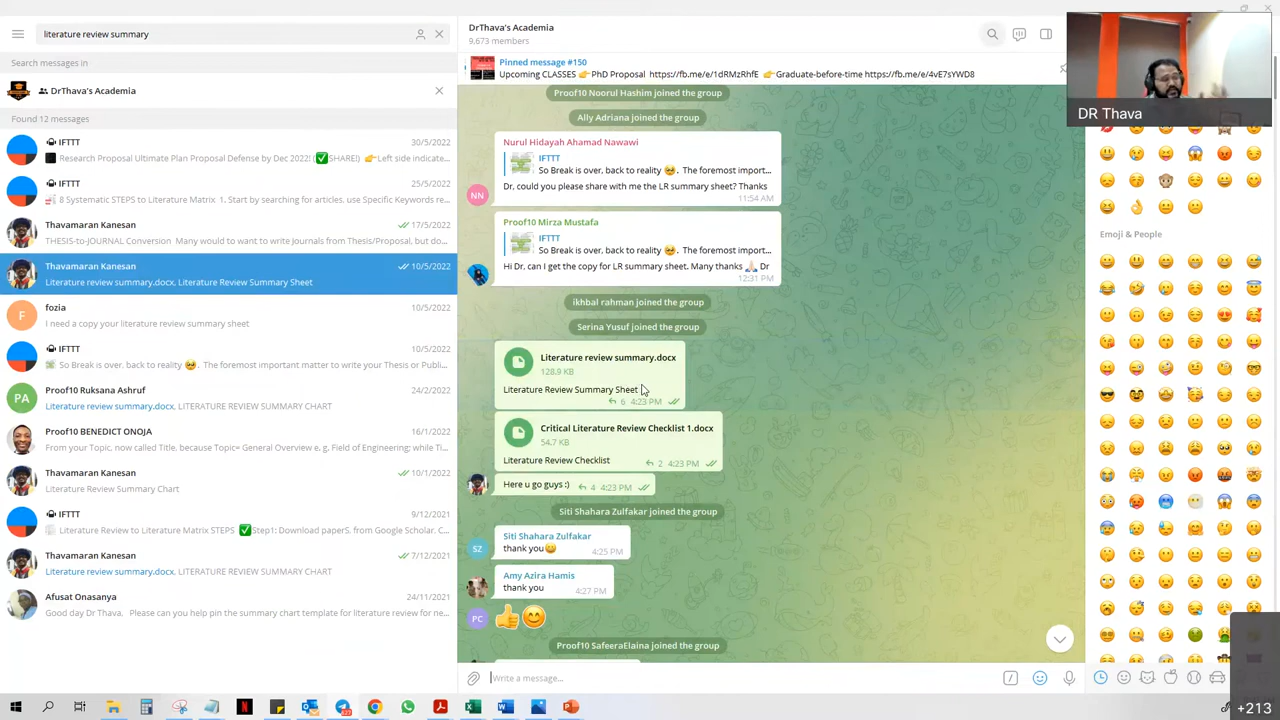 literature review summary
Search messages in
DrThava's Academia
Found 12 messages
IFTTT
30/5/2022
Research Proposal Ultimate Plan Proposal Defense by Dec 2022! (✅SHARE!) 👉Left side indicate...
IFTTT
25/5/2022
8 Systematic STEPS to Literature Matrix 1. Start by searching for articles, use Specific Keywords re...
Thavamaran Kanesan
17/5/2022
THESIS-to-JOURNAL Conversion Many would to want to write Journals from Thesis/Proposal, but do...
Thavamaran Kanesan
10/5/2022
Literature review summary.docx, Literature Review Summary Sheet
fozia
10/5/2022
I need a copy your literature review summary sheet
IFTTT
10/5/2022
So Break is over, back to reality 🥺. The foremost important matter to write your Thesis or Publi...
PA
Proof10 Ruksana Ashruf
24/2/2022
Literature review summary.docx, LITERATURE REVIEW SUMMARY CHART
Proof10 BENEDICT ONOJA
16/1/2022
From your Topic, now called Title, because Topic= General Overview e. g. Field of Engineering; while Ti...
Thavamaran Kanesan
10/1/2022
Literature Review Summary Chart
IFTTT
9/12/2021
Literature Review to Literature Matrix STEPS ✅Step1: Download paperS, from Google Scholar, C...
Thavamaran Kanesan
7/12/2021
Literature review summary.docx, LITERATURE REVIEW SUMMARY CHART
Afusat Onasanya
24/11/2021
Good day Dr Thava, Please can you help pin the summary chart template for literature review for ne...
DrThava's Academia
9,673 members
Pinned message #150
Upcoming CLASSES 👉PhD Proposal https://fb.me/e/1dRMzRhfE 👉Graduate-before-time https://fb.me/e/4vE7sYWD8
Proof10 Noorul Hashim joined the group
Ally Adriana joined the group
Nurul Hidayah Ahamad Nawawi
IFTTT
So Break is over, back to reality 🥺. The foremost import...
Dr, could you please share with me the LR summary sheet? Thanks
11:54 AM
NN
Proof10 Mirza Mustafa
IFTTT
So Break is over, back to reality 🥺. The foremost import...
Hi Dr, can I get the copy for LR summary sheet. Many thanks 🙏🏻 Dr
12:31 PM
ikhbal rahman joined the group
Serina Yusuf joined the group
Literature review summary.docx
128.9 KB
Literature Review Summary Sheet
6 4:23 PM
Critical Literature Review Checklist 1.docx
54.7 KB
Literature Review Checklist
2 4:23 PM
Here u go guys :)
4 4:23 PM
Siti Shahara Zulfakar joined the group
SZ
Siti Shahara Zulfakar
thank you😀
4:25 PM
Amy Azira Hamis
thank you
4:27 PM
PC
👍😊
Proof10 SafeeraElaina joined the group
Write a message...
DR Thava
Emoji & People
+213